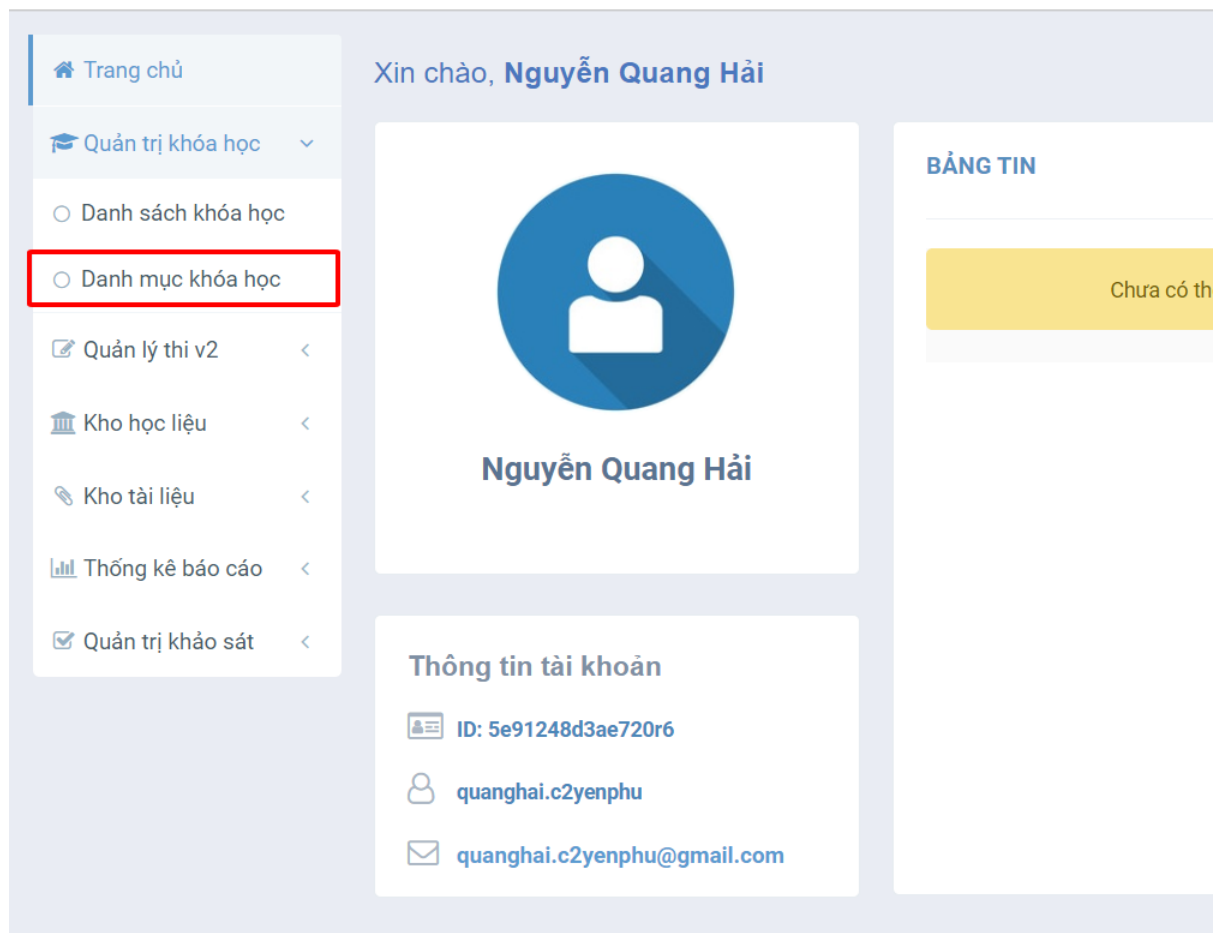 Trang chủ
Quản trị khóa học
Danh sách khóa học
Danh mục khóa học
Quản lý thi v2
Kho học liệu
Kho tài liệu
Thống kê báo cáo
Quản trị khảo sát
Xin chào, Nguyễn Quang Hải
Nguyễn Quang Hải
Thông tin tài khoản
ID: 5e91248d3ae720r6
quanghai.c2yenphu
quanghai.c2yenphu@gmail.com
BẢNG TIN
Chưa có th